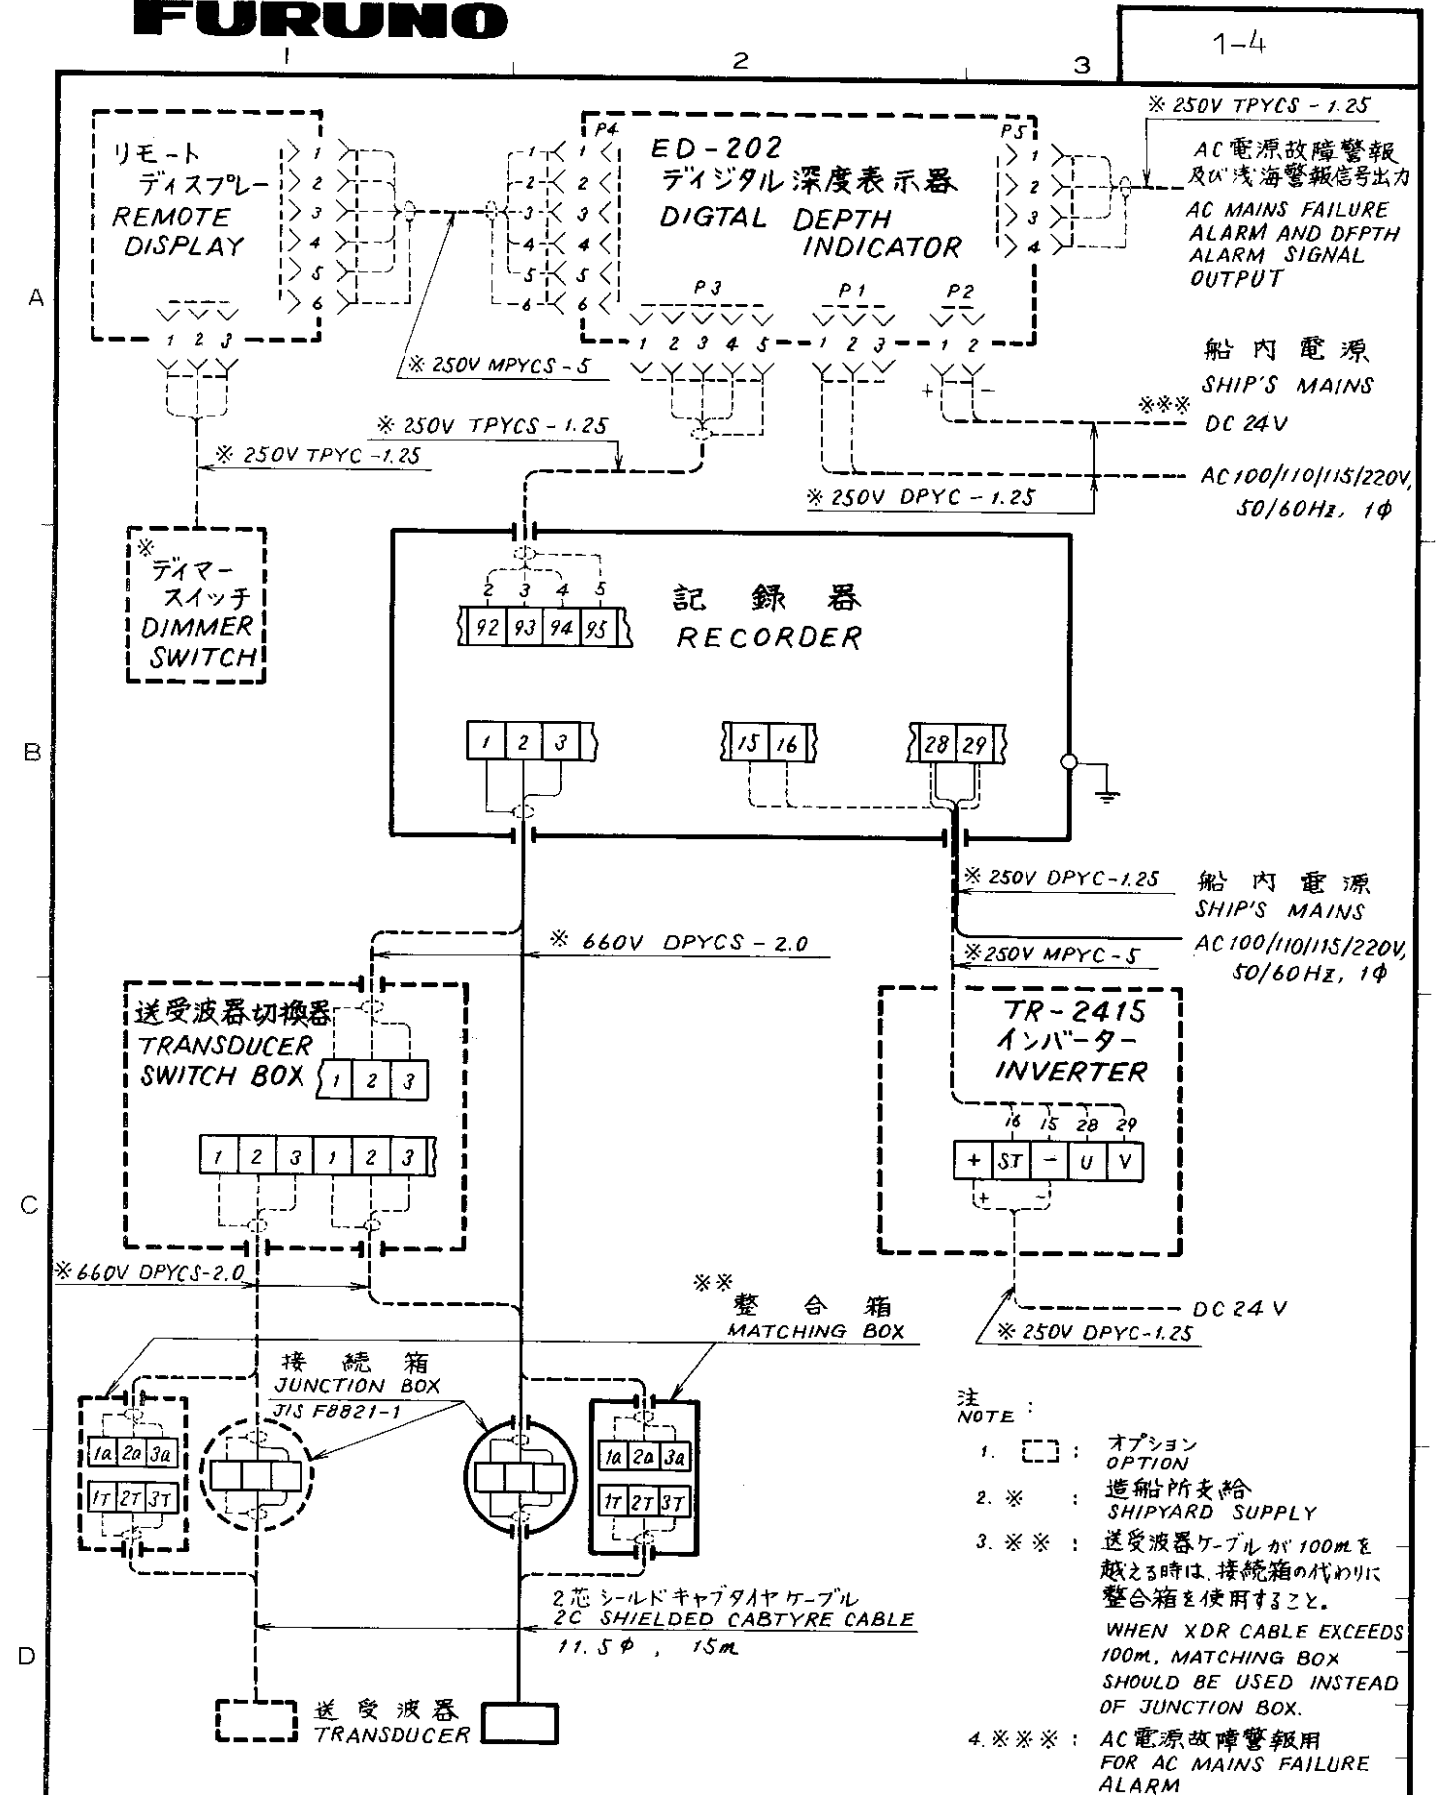 FURUNO
1-4
1
2
3
リモート
ディスプレー
REMOTE
DISPLAY
1
2
3
4
5
6
1 2 3
1
2
3
4
5
6
P4
1
2
3
4
5
6
ED-202
ディジタル深度表示器
DIGTAL DEPTH
INDICATOR
P5
1
2
3
4
P3
1 2 3 4 5
P1
1 2 3
P2
1 2
+ -
※ 250V TPYCS-1.25
AC電源故障警報
及び浅海警報信号出力
AC MAINS FAILURE
ALARM AND DEPTH
ALARM SIGNAL
OUTPUT
A
※ 250V MPYCS-5
船内電源
SHIP'S MAINS
※※※
DC 24V
※ 250V TPYCS-1.25
※ 250V TPYC-1.25
AC100/110/115/220V,
50/60Hz, 1φ
※ 250V DPYC-1.25
※
ディマー
スイッチ
DIMMER
SWITCH
2 3 4 5
92 93 94 95
記録器
RECORDER
B
1 2 3
15 16
28 29
※ 250V DPYC-1.25
船内電源
SHIP'S MAINS
AC100/110/115/220V,
50/60Hz, 1φ
※ 660V DPYCS-2.0
※250V MPYC-5
送受波器切換器
TRANSDUCER
SWITCH BOX
1 2 3
1 2 3 1 2 3
TR-2415
インバーター
INVERTER
16 15 28 29
+ ST - U V
+ -
C
※660V DPYCS-2.0
DC 24V
※ 250V DPYC-1.25
※※
整合箱
MATCHING BOX
接続箱
JUNCTION BOX
JIS F8821-1
1a 2a 3a
1T 2T 3T
1a 2a 3a
1T 2T 3T
注
NOTE :
1. : オプション
OPTION
2. ※ : 造船所支給
SHIPYARD SUPPLY
3. ※※ : 送受波器ケーブルが100mを
越える時は、接続箱の代わりに
整合箱を使用すること。
WHEN XDR CABLE EXCEEDS
100m, MATCHING BOX
SHOULD BE USED INSTEAD
OF JUNCTION BOX.
4.※※※ : AC電源故障警報用
FOR AC MAINS FAILURE
ALARM
2芯シールドキャブタイヤケーブル
2C SHIELDED CABTYRE CABLE
11.5φ, 15m
D
送受波器
TRANSDUCER